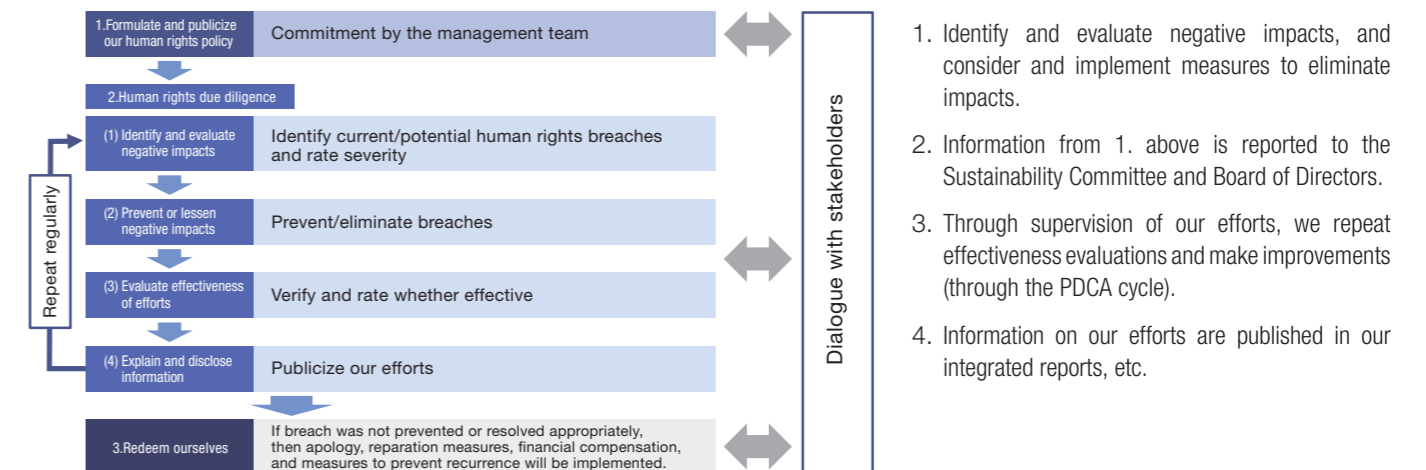 1.Formulate and publicize
our human rights policy
Commitment by the management team
2.Human rights due diligence
(1) Identify and evaluate
negative impacts
Identify current/potential human rights breaches
and rate severity
(2) Prevent or lessen
negative impacts
Prevent/eliminate breaches
(3) Evaluate effectiveness
of efforts
Verify and rate whether effective
(4) Explain and disclose
information
Publicize our efforts
3.Redeem ourselves
If breach was not prevented or resolved appropriately,
then apology, reparation measures, financial compensation,
and measures to prevent recurrence will be implemented.
Repeat regularly
Dialogue with stakeholders
1. Identify and evaluate negative impacts, and
consider and implement measures to eliminate
impacts.
2. Information from 1. above is reported to the
Sustainability Committee and Board of Directors.
3. Through supervision of our efforts, we repeat
effectiveness evaluations and make improvements
(through the PDCA cycle).
4. Information on our efforts are published in our
integrated reports, etc.